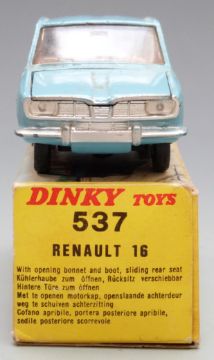 DINKY TOYS
537
RENAULT 16
With opening bonnet and boot, sliding rear seat
Kühlerhaube zum öffnen, Rücksitz verschiebbar
Hintere Türe zum öffnen
Met te openen motorkap, openslaande achterdeur
weg te schuiven achterzitting
Cofano apribile, portera posteriore apribile,
sedile posteriore scorrevole